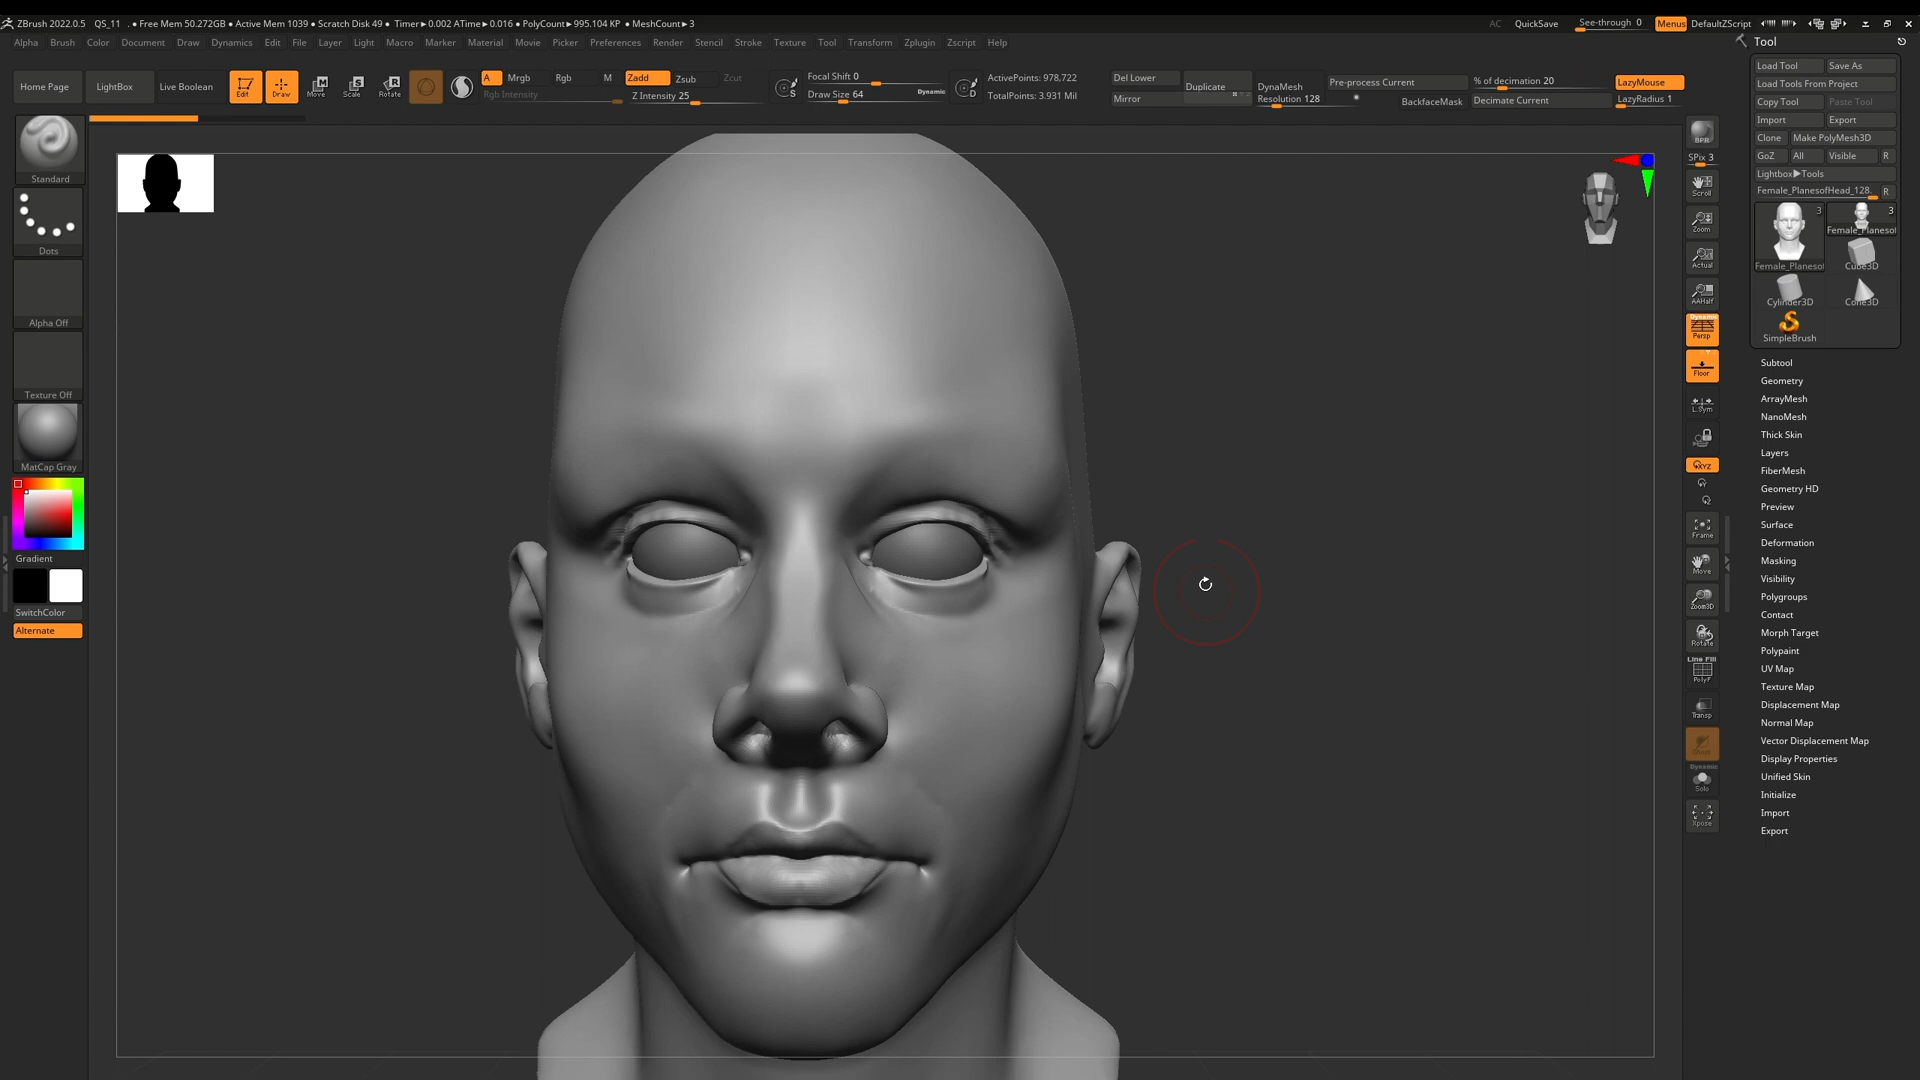 ZBrush 2022.0.5 QS_11 . • Free Mem 50.272GB • Active Mem 1039 • Scratch Disk 49 • Timer▶0.002 ATime▶0.016 • PolyCount▶995.104 KP • MeshCount▶3
AC QuickSave See-through 0 Menus DefaultZScript
Alpha Brush Color Document Draw Dynamics Edit File Layer Light Macro Marker Material Movie Picker Preferences Render Stencil Stroke Texture Tool Transform Zplugin Zscript Help
Home Page LightBox Live Boolean Edit Draw Move Scale Rotate
A Mrgb Rgb M Zadd Zsub Zcut
Rgb Intensity Z Intensity 25
Focal Shift 0
Draw Size 64 Dynamic
ActivePoints: 978,722
TotalPoints: 3.931 Mil
Del Lower
Mirror
Duplicate
DynaMesh
Resolution 128
Pre-process Current
BackfaceMask
% of decimation 20
Decimate Current
LazyMouse
LazyRadius 1
Standard
Dots
Alpha Off
Texture Off
MatCap Gray
Gradient
SwitchColor
Alternate
BPR
SPix 3
Scroll
Zoom
Actual
AAHalf
Dynamic
Persp
Floor
L.Sym
XYZ
Frame
Move
Zoom3D
Rotate
Line Fill
PolyF
Transp
Ghost
Dynamic
Solo
Xpose
Tool
Load Tool Save As
Load Tools From Project
Copy Tool Paste Tool
Import Export
Clone Make PolyMesh3D
GoZ All Visible R
Lightbox▶Tools
Female_PlanesofHead_128. R
3 3
Female_Planesof
Female_Planesof Cube3D
Cylinder3D Cone3D
SimpleBrush
Subtool
Geometry
ArrayMesh
NanoMesh
Thick Skin
Layers
FiberMesh
Geometry HD
Preview
Surface
Deformation
Masking
Visibility
Polygroups
Contact
Morph Target
Polypaint
UV Map
Texture Map
Displacement Map
Normal Map
Vector Displacement Map
Display Properties
Unified Skin
Initialize
Import
Export